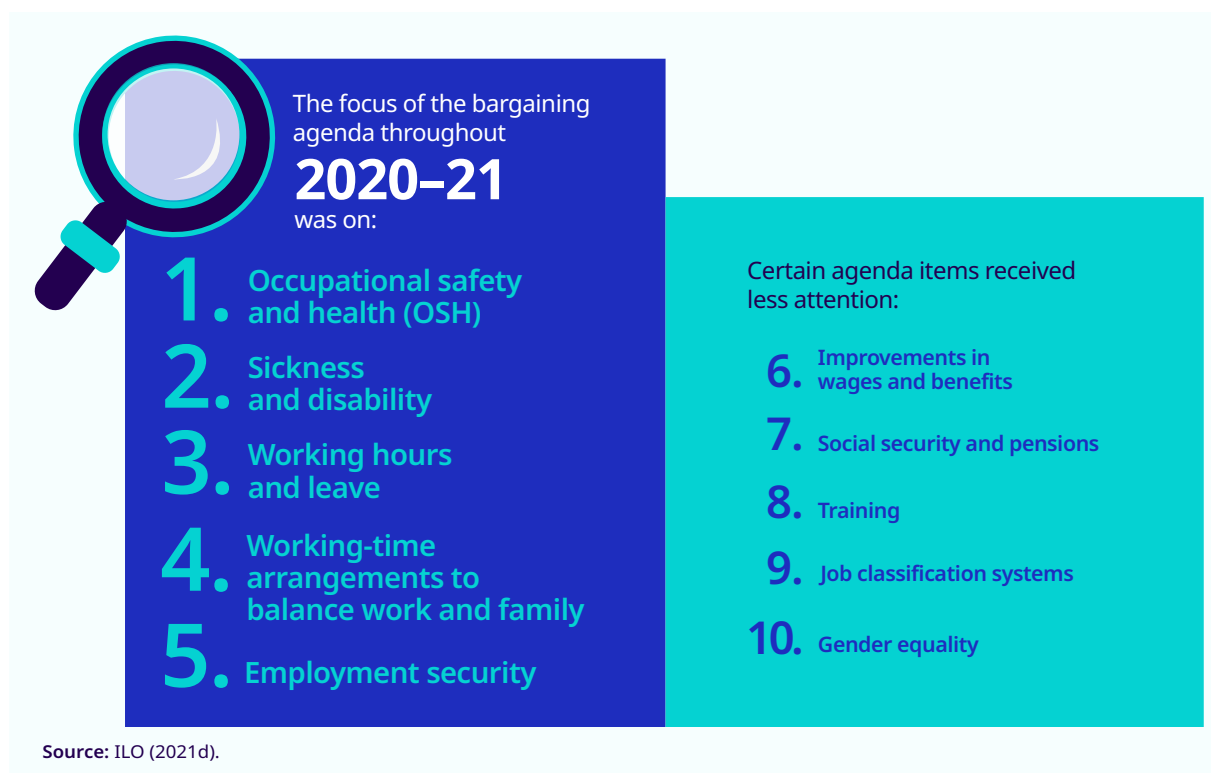 The focus of the bargaining
agenda throughout
2020–21
was on:
1. Occupational safety
and health (OSH)
2. Sickness
and disability
3. Working hours
and leave
4. Working-time
arrangements to
balance work and family
5. Employment security
Certain agenda items received
less attention:
6. Improvements in
wages and benefits
7. Social security and pensions
8. Training
9. Job classification systems
10. Gender equality
Source: ILO (2021d).